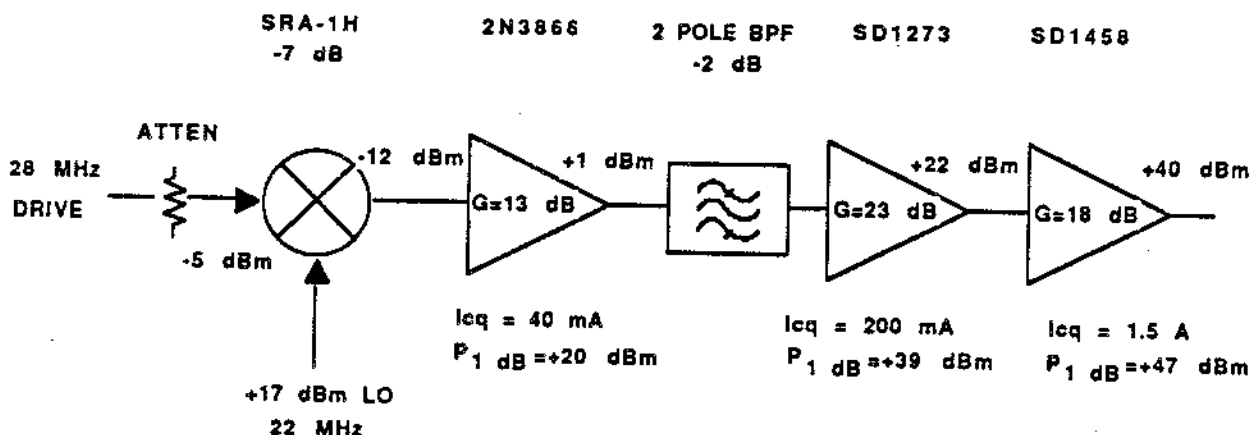 SRA-1H
-7 dB
2N3866
2 POLE BPF
-2 dB
SD1273
SD1458
ATTEN
28 MHz
DRIVE
-5 dBm
-12 dBm
G=13 dB
+1 dBm
G=23 dB
+22 dBm
G=18 dB
+40 dBm
Icq = 40 mA
P1 dB=+20 dBm
Icq = 200 mA
P1 dB=+39 dBm
Icq = 1.5 A
P1 dB=+47 dBm
+17 dBm LO
22 MHz